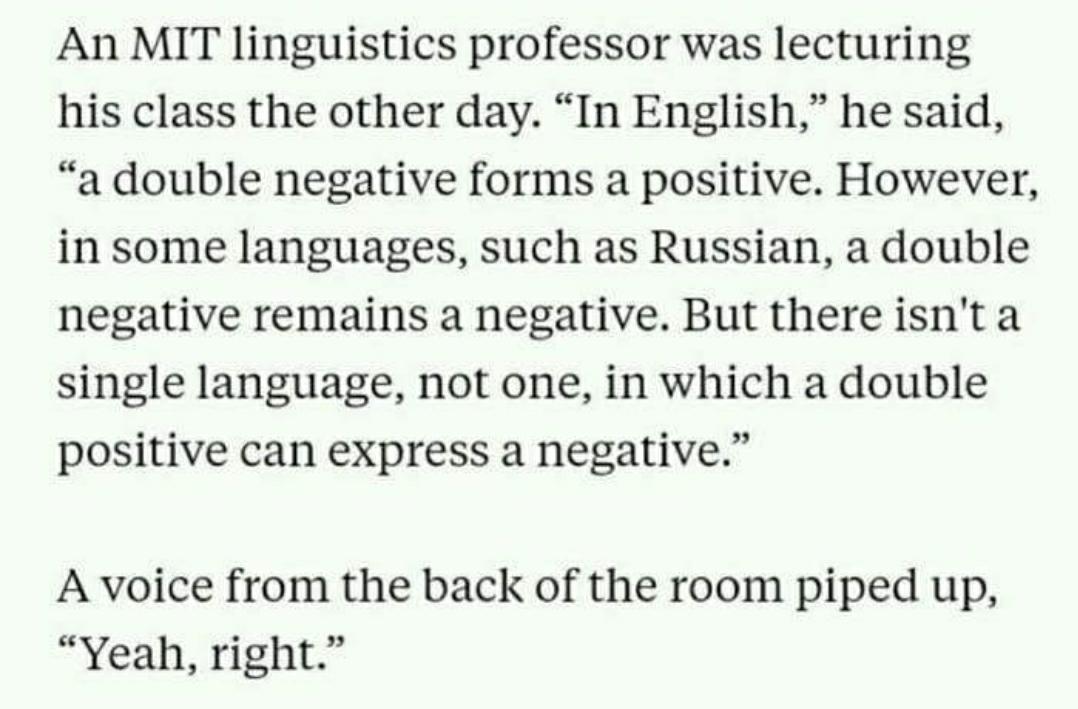 An MIT linguistics professor was lecturing
his class the other day. “In English,” he said,
“a double negative forms a positive. However,
in some languages, such as Russian, a double
negative remains a negative. But there isn't a
single language, not one, in which a double
positive can express a negative.”
A voice from the back of the room piped up,
“Yeah, right.”